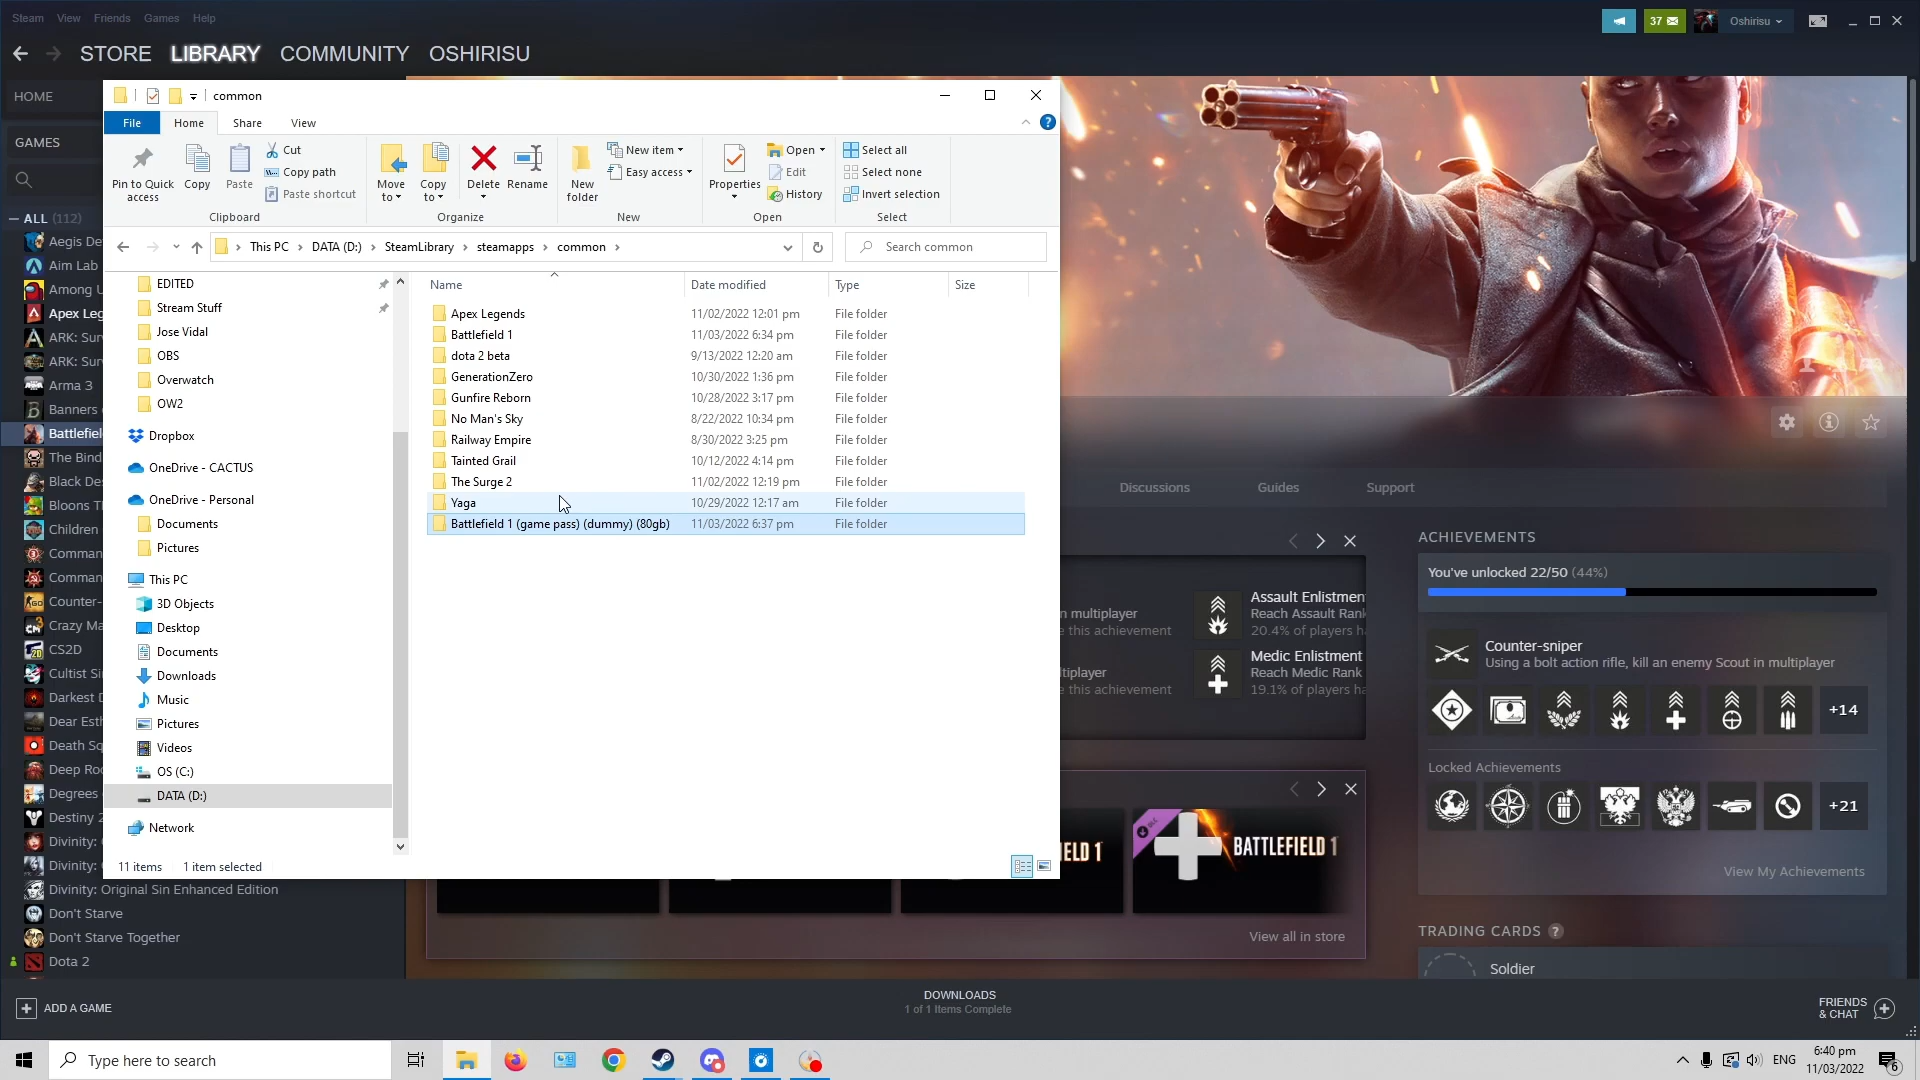 Steam View Friends Games Help
37
Oshirisu
STORE LIBRARY COMMUNITY OSHIRISU
HOME
GAMES
ALL (112)
Aegis De
Aim Lab
Among U
Apex Leg
ARK: Surv
ARK: Surv
Arma 3
Banners
Battlefiel
The Bind
Black Des
Bloons T
Children
Comman
Comman
Counter-
Crazy Ma
CS2D
Cultist Si
Darkest D
Dear Esth
Death Sq
Deep Roc
Degrees
Destiny 2
Divinity:
Divinity:
Divinity: Original Sin Enhanced Edition
Don't Starve
Don't Starve Together
Dota 2
common
File Home Share View
Pin to Quick access
Copy
Paste
Cut
Copy path
Paste shortcut
Clipboard
Move to
Copy to
Delete
Rename
Organize
New folder
New item
Easy access
New
Properties
Open
Edit
History
Open
Select all
Select none
Invert selection
Select
This PC DATA (D:) SteamLibrary steamapps common
Search common
EDITED
Stream Stuff
Jose Vidal
OBS
Overwatch
OW2
Dropbox
OneDrive - CACTUS
OneDrive - Personal
Documents
Pictures
This PC
3D Objects
Desktop
Documents
Downloads
Music
Pictures
Videos
OS (C:)
DATA (D:)
Network
Name Date modified Type Size
Apex Legends 11/02/2022 12:01 pm File folder
Battlefield 1 11/03/2022 6:34 pm File folder
dota 2 beta 9/13/2022 12:20 am File folder
GenerationZero 10/30/2022 1:36 pm File folder
Gunfire Reborn 10/28/2022 3:17 pm File folder
No Man's Sky 8/22/2022 10:34 pm File folder
Railway Empire 8/30/2022 3:25 pm File folder
Tainted Grail 10/12/2022 4:14 pm File folder
The Surge 2 11/02/2022 12:19 pm File folder
Yaga 10/29/2022 12:17 am File folder
Battlefield 1 (game pass) (dummy) (80gb) 11/03/2022 6:37 pm File folder
11 items 1 item selected
Discussions Guides Support
n multiplayer
e this achievement
ltiplayer
e this achievement
Assault Enlistmen
Reach Assault Rank
20.4% of players ha
Medic Enlistment
Reach Medic Rank
19.1% of players ha
ELD 1
BATTLEFIELD 1
View all in store
ACHIEVEMENTS
You've unlocked 22/50 (44%)
Counter-sniper
Using a bolt action rifle, kill an enemy Scout in multiplayer
+14
Locked Achievements
+21
View My Achievements
TRADING CARDS ?
Soldier
ADD A GAME
DOWNLOADS
1 of 1 Items Complete
FRIENDS
& CHAT
Type here to search
ENG
6:40 pm
11/03/2022
6